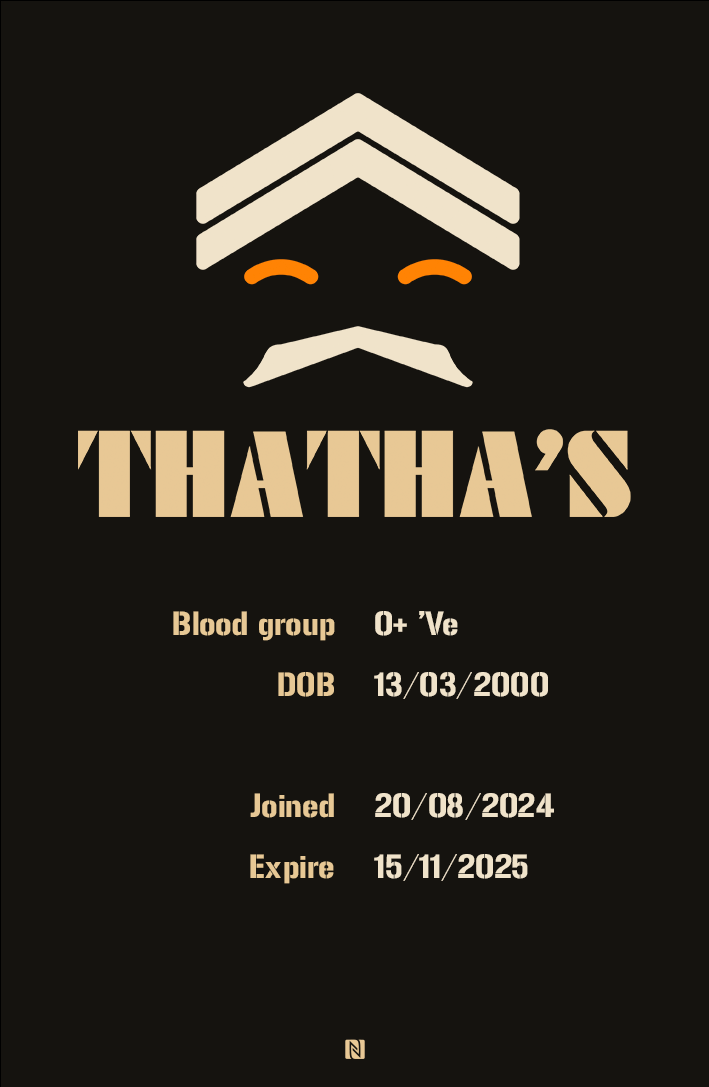 THATHA’S
Blood group O+ ’Ve
DOB 13/03/2000
Joined 20/08/2024
Expire 15/11/2025